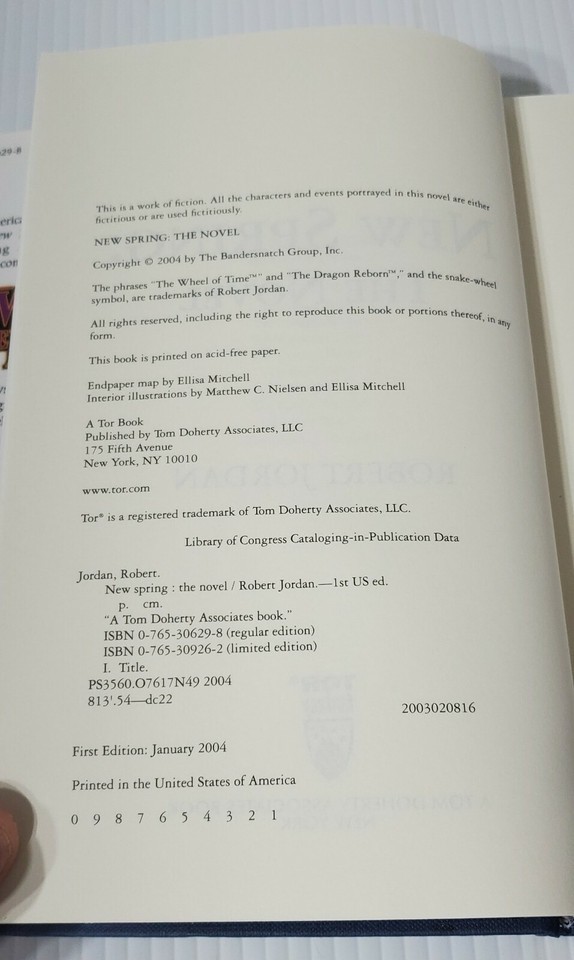 This is a work of fiction. All the characters and events portrayed in this novel are either
fictitious or are used fictitiously.
NEW SPRING: THE NOVEL
Copyright © 2004 by The Bandersnatch Group, Inc.
The phrases "The Wheel of Time™" and "The Dragon Reborn™," and the snake-wheel
symbol, are trademarks of Robert Jordan.
All rights reserved, including the right to reproduce this book or portions thereof, in any
form.
This book is printed on acid-free paper.
Endpaper map by Ellisa Mitchell
Interior illustrations by Matthew C. Nielsen and Ellisa Mitchell
A Tor Book
Published by Tom Doherty Associates, LLC
175 Fifth Avenue
New York, NY 10010
www.tor.com
Tor® is a registered trademark of Tom Doherty Associates, LLC.
Library of Congress Cataloging-in-Publication Data
Jordan, Robert.
New spring : the novel / Robert Jordan.—1st US ed.
p. cm.
"A Tom Doherty Associates book."
ISBN 0-765-30629-8 (regular edition)
ISBN 0-765-30926-2 (limited edition)
I. Title.
PS3560.O7617N49 2004
813'.54—dc22
2003020816
First Edition: January 2004
Printed in the United States of America
0 9 8 7 6 5 4 3 2 1